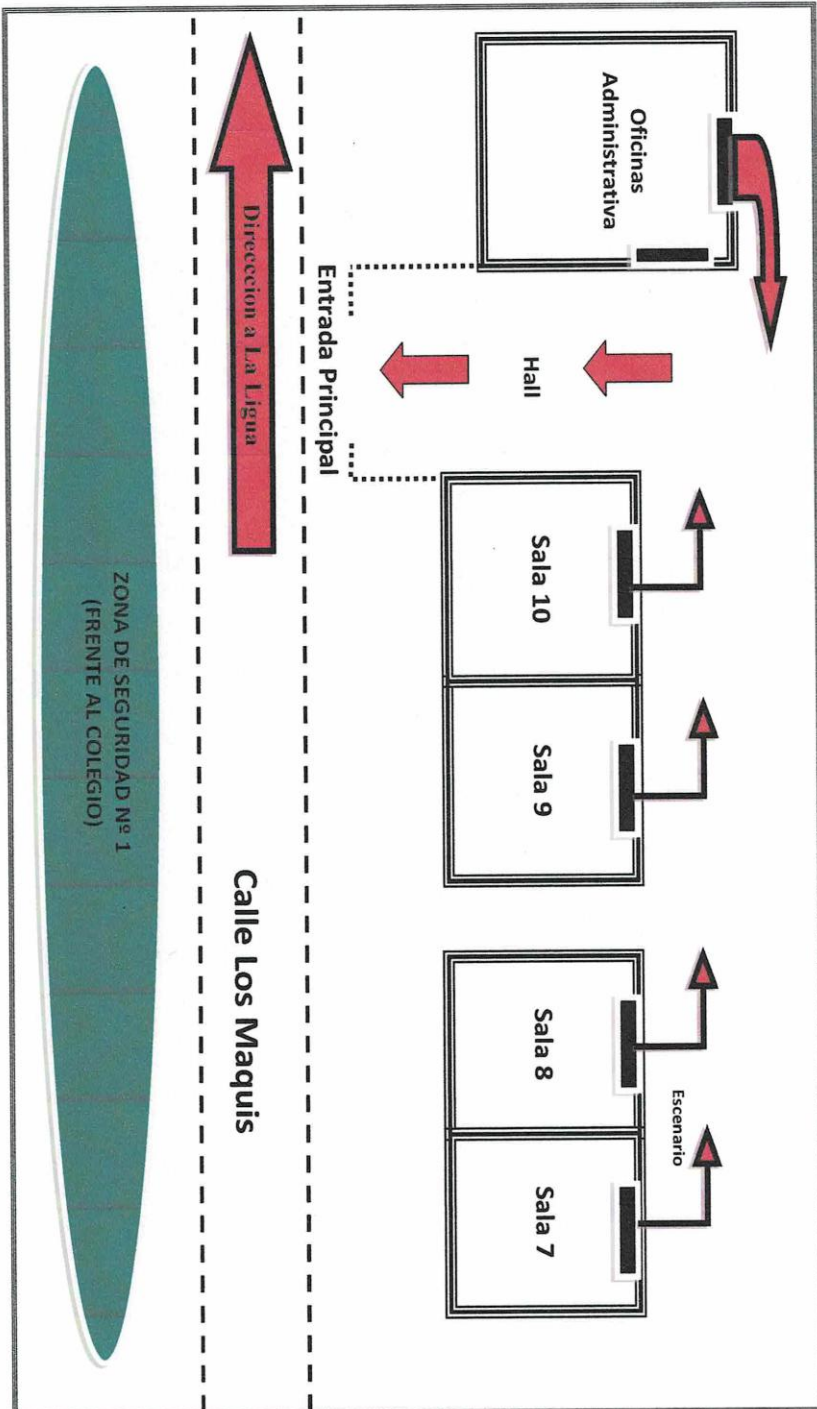 Oficinas
Administrativa
Hall
Entrada Principal
Sala 10
Sala 9
Sala 8
Sala 7
Escenario
Direcccion a La Ligua
Calle Los Maquis
ZONA DE SEGURIDAD Nº 1
(FRENTE AL COLEGIO)